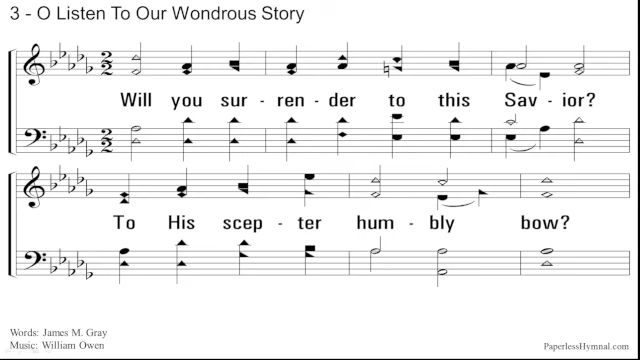 3 - O Listen To Our Wondrous Story
Will you sur - ren - der to this Sav - ior?
To His scep - ter hum - bly bow?
Words: James M. Gray
Music: William Owen
PaperlessHymnal.com